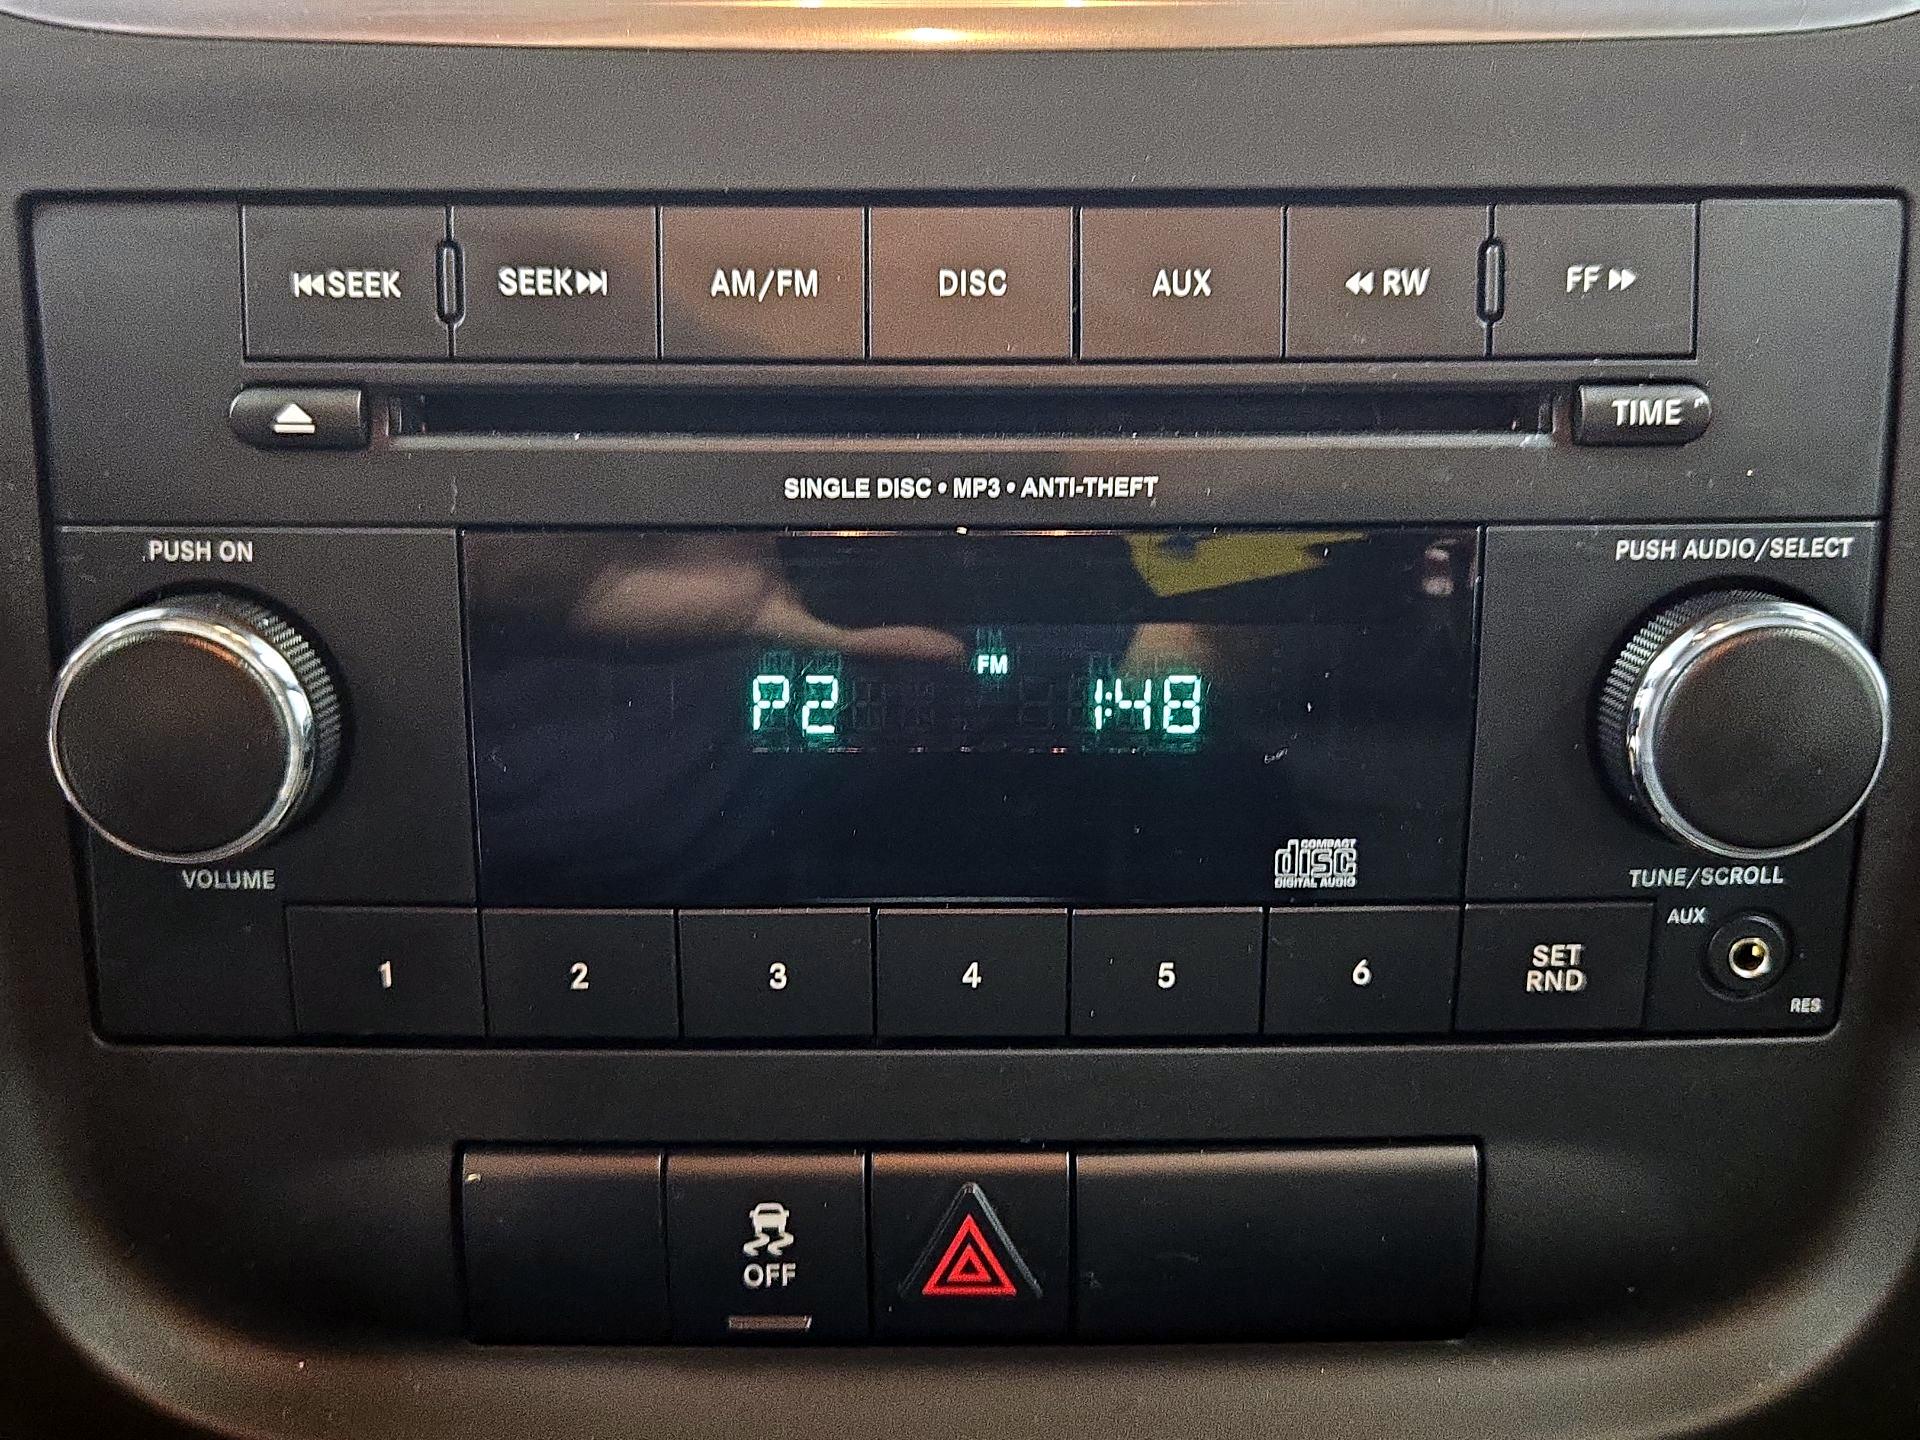 SEEK SEEK AM/FM DISC AUX RW FF
TIME
SINGLE DISC • MP3 • ANTI-THEFT
PUSH ON
PUSH AUDIO/SELECT
FM
P2 1:48
COMPACT
disc
DIGITAL AUDIO
VOLUME
TUNE/SCROLL
AUX
1 2 3 4 5 6 SET
RND
RES
OFF